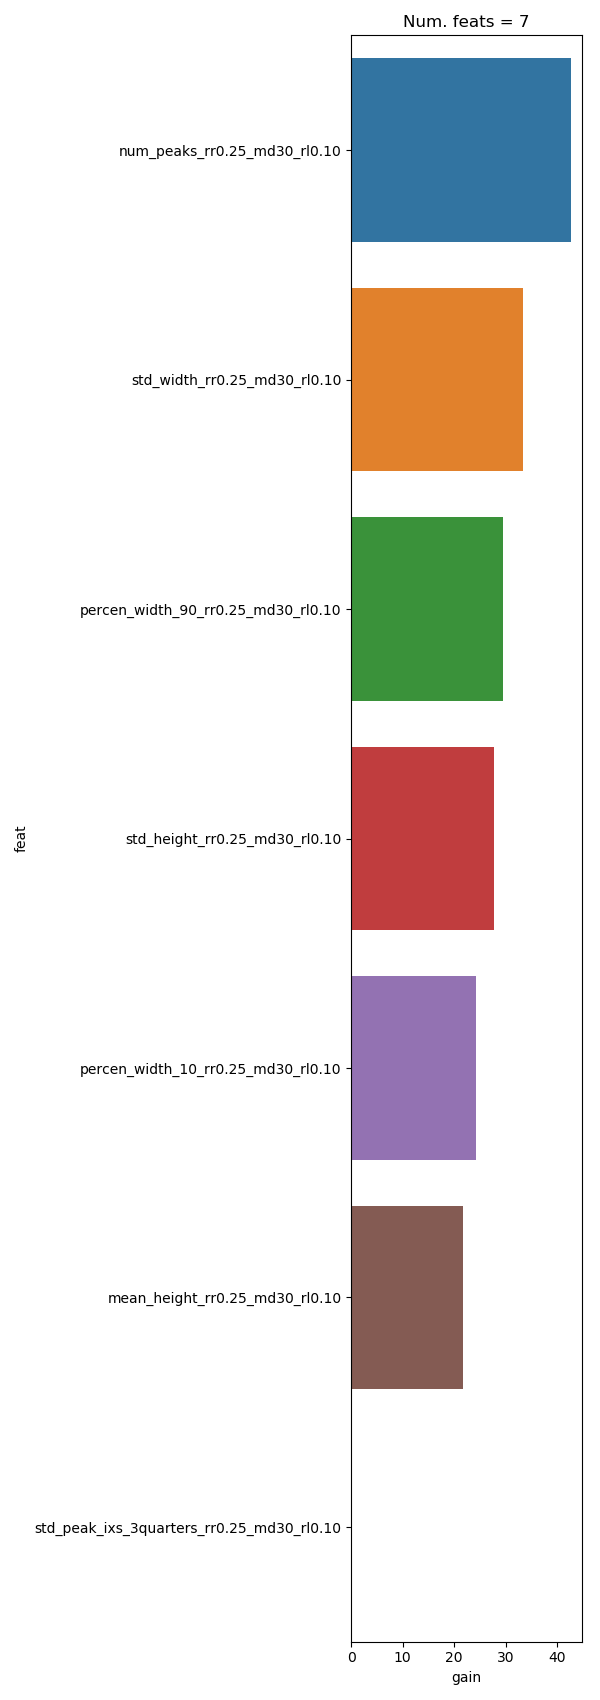 Num. feats = 7
num_peaks_rr0.25_md30_rl0.10
std_width_rr0.25_md30_rl0.10
percen_width_90_rr0.25_md30_rl0.10
std_height_rr0.25_md30_rl0.10
feat
percen_width_10_rr0.25_md30_rl0.10
mean_height_rr0.25_md30_rl0.10
std_peak_ixs_3quarters_rr0.25_md30_rl0.10
0 10 20 30 40
gain